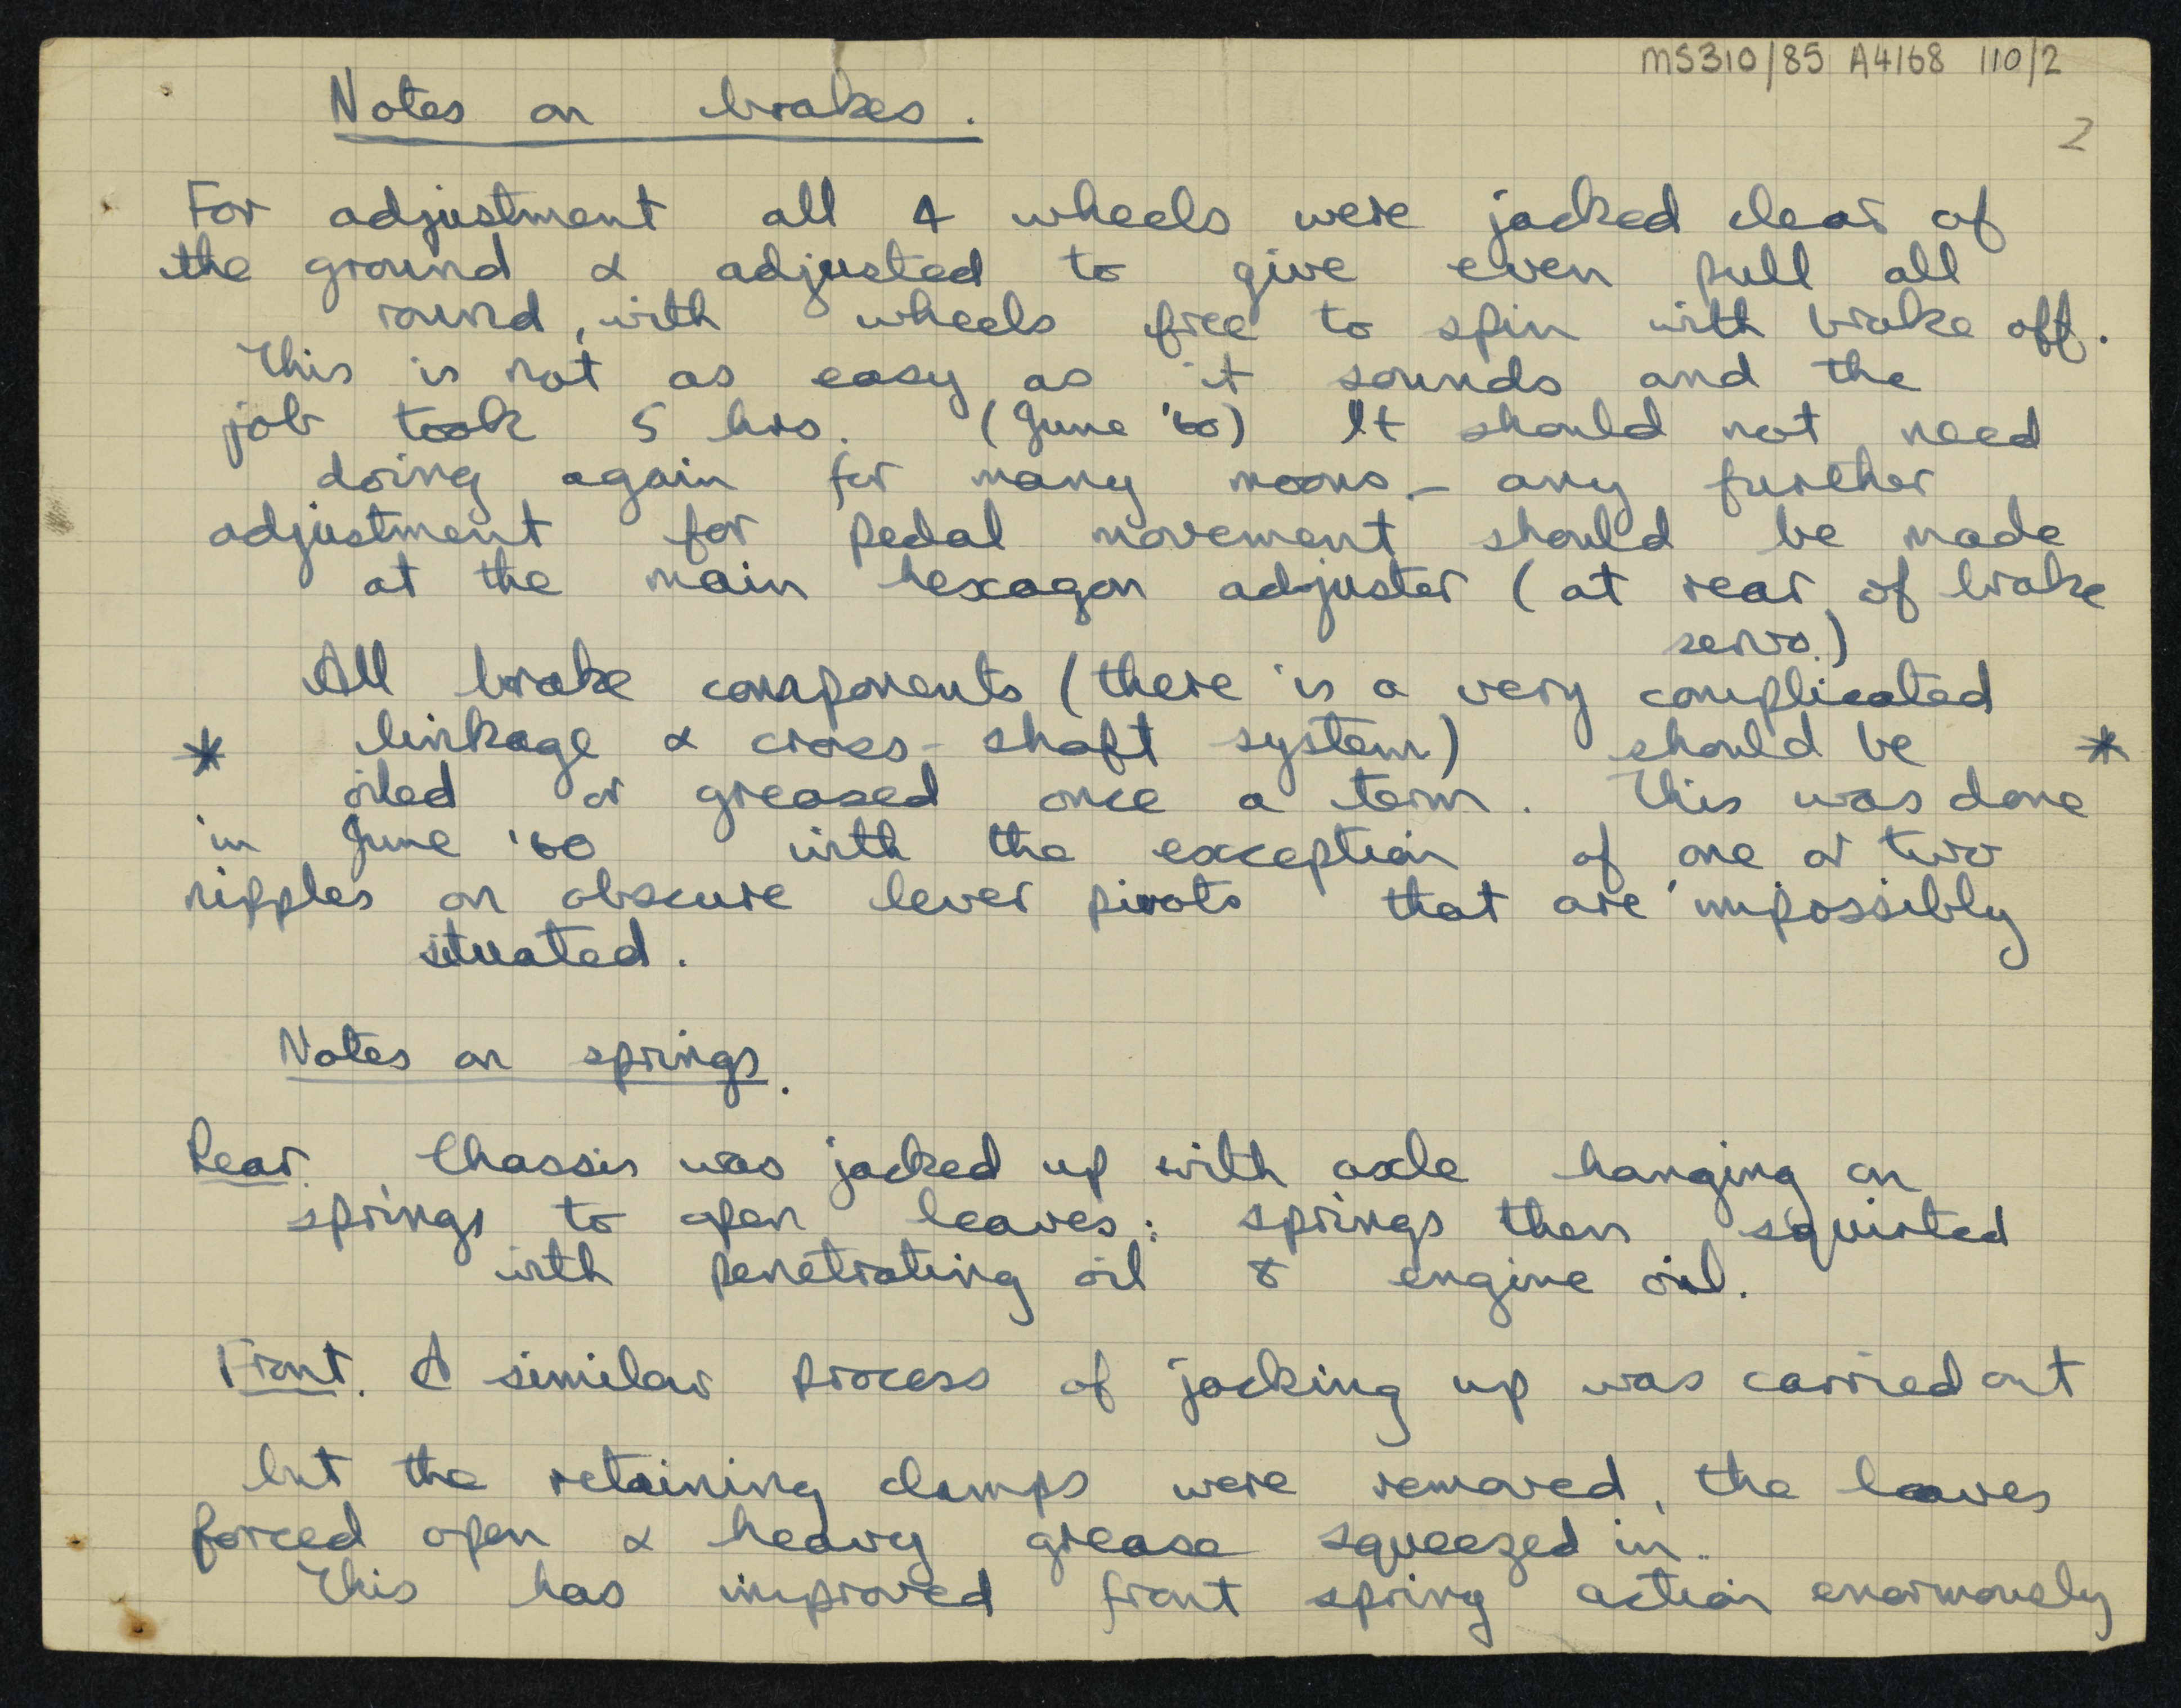 MS310/85 A4168 110/2
2
Notes on brakes.
For adjustment all 4 wheels were jacked clear of
the ground & adjusted to give even pull all
round, with wheels free to spin with brake off.
This is not as easy as it sounds and the
job took 5 hrs. (June '60) It should not need
doing again for many moons – any further
adjustment for pedal movement should be made
at the main hexagon adjuster (at rear of brake
servo.)
All brake components (there is a very complicated
* linkage & cross-shaft system) should be *
oiled or greased once a term. This was done
in June '60 with the exception of one or two
nipples on obscure lever pivots that are impossibly
situated.
Notes on springs.
Rear. Chassis was jacked up with axle hanging on
springs to open leaves: springs then squirted
with penetrating oil & engine oil.
Front. A similar process of jacking up was carried out
but the retaining clamps were removed, the leaves
forced open & heavy grease squeezed in.
This has improved front spring action enormously